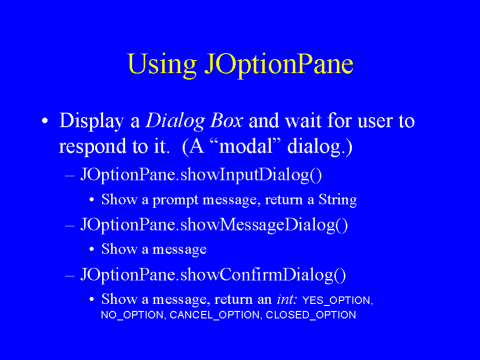 Using JOptionPane
• Display a Dialog Box and wait for user to
respond to it. (A “modal” dialog.)
– JOptionPane.showInputDialog()
• Show a prompt message, return a String
– JOptionPane.showMessageDialog()
• Show a message
– JOptionPane.showConfirmDialog()
• Show a message, return an int: YES_OPTION,
NO_OPTION, CANCEL_OPTION, CLOSED_OPTION